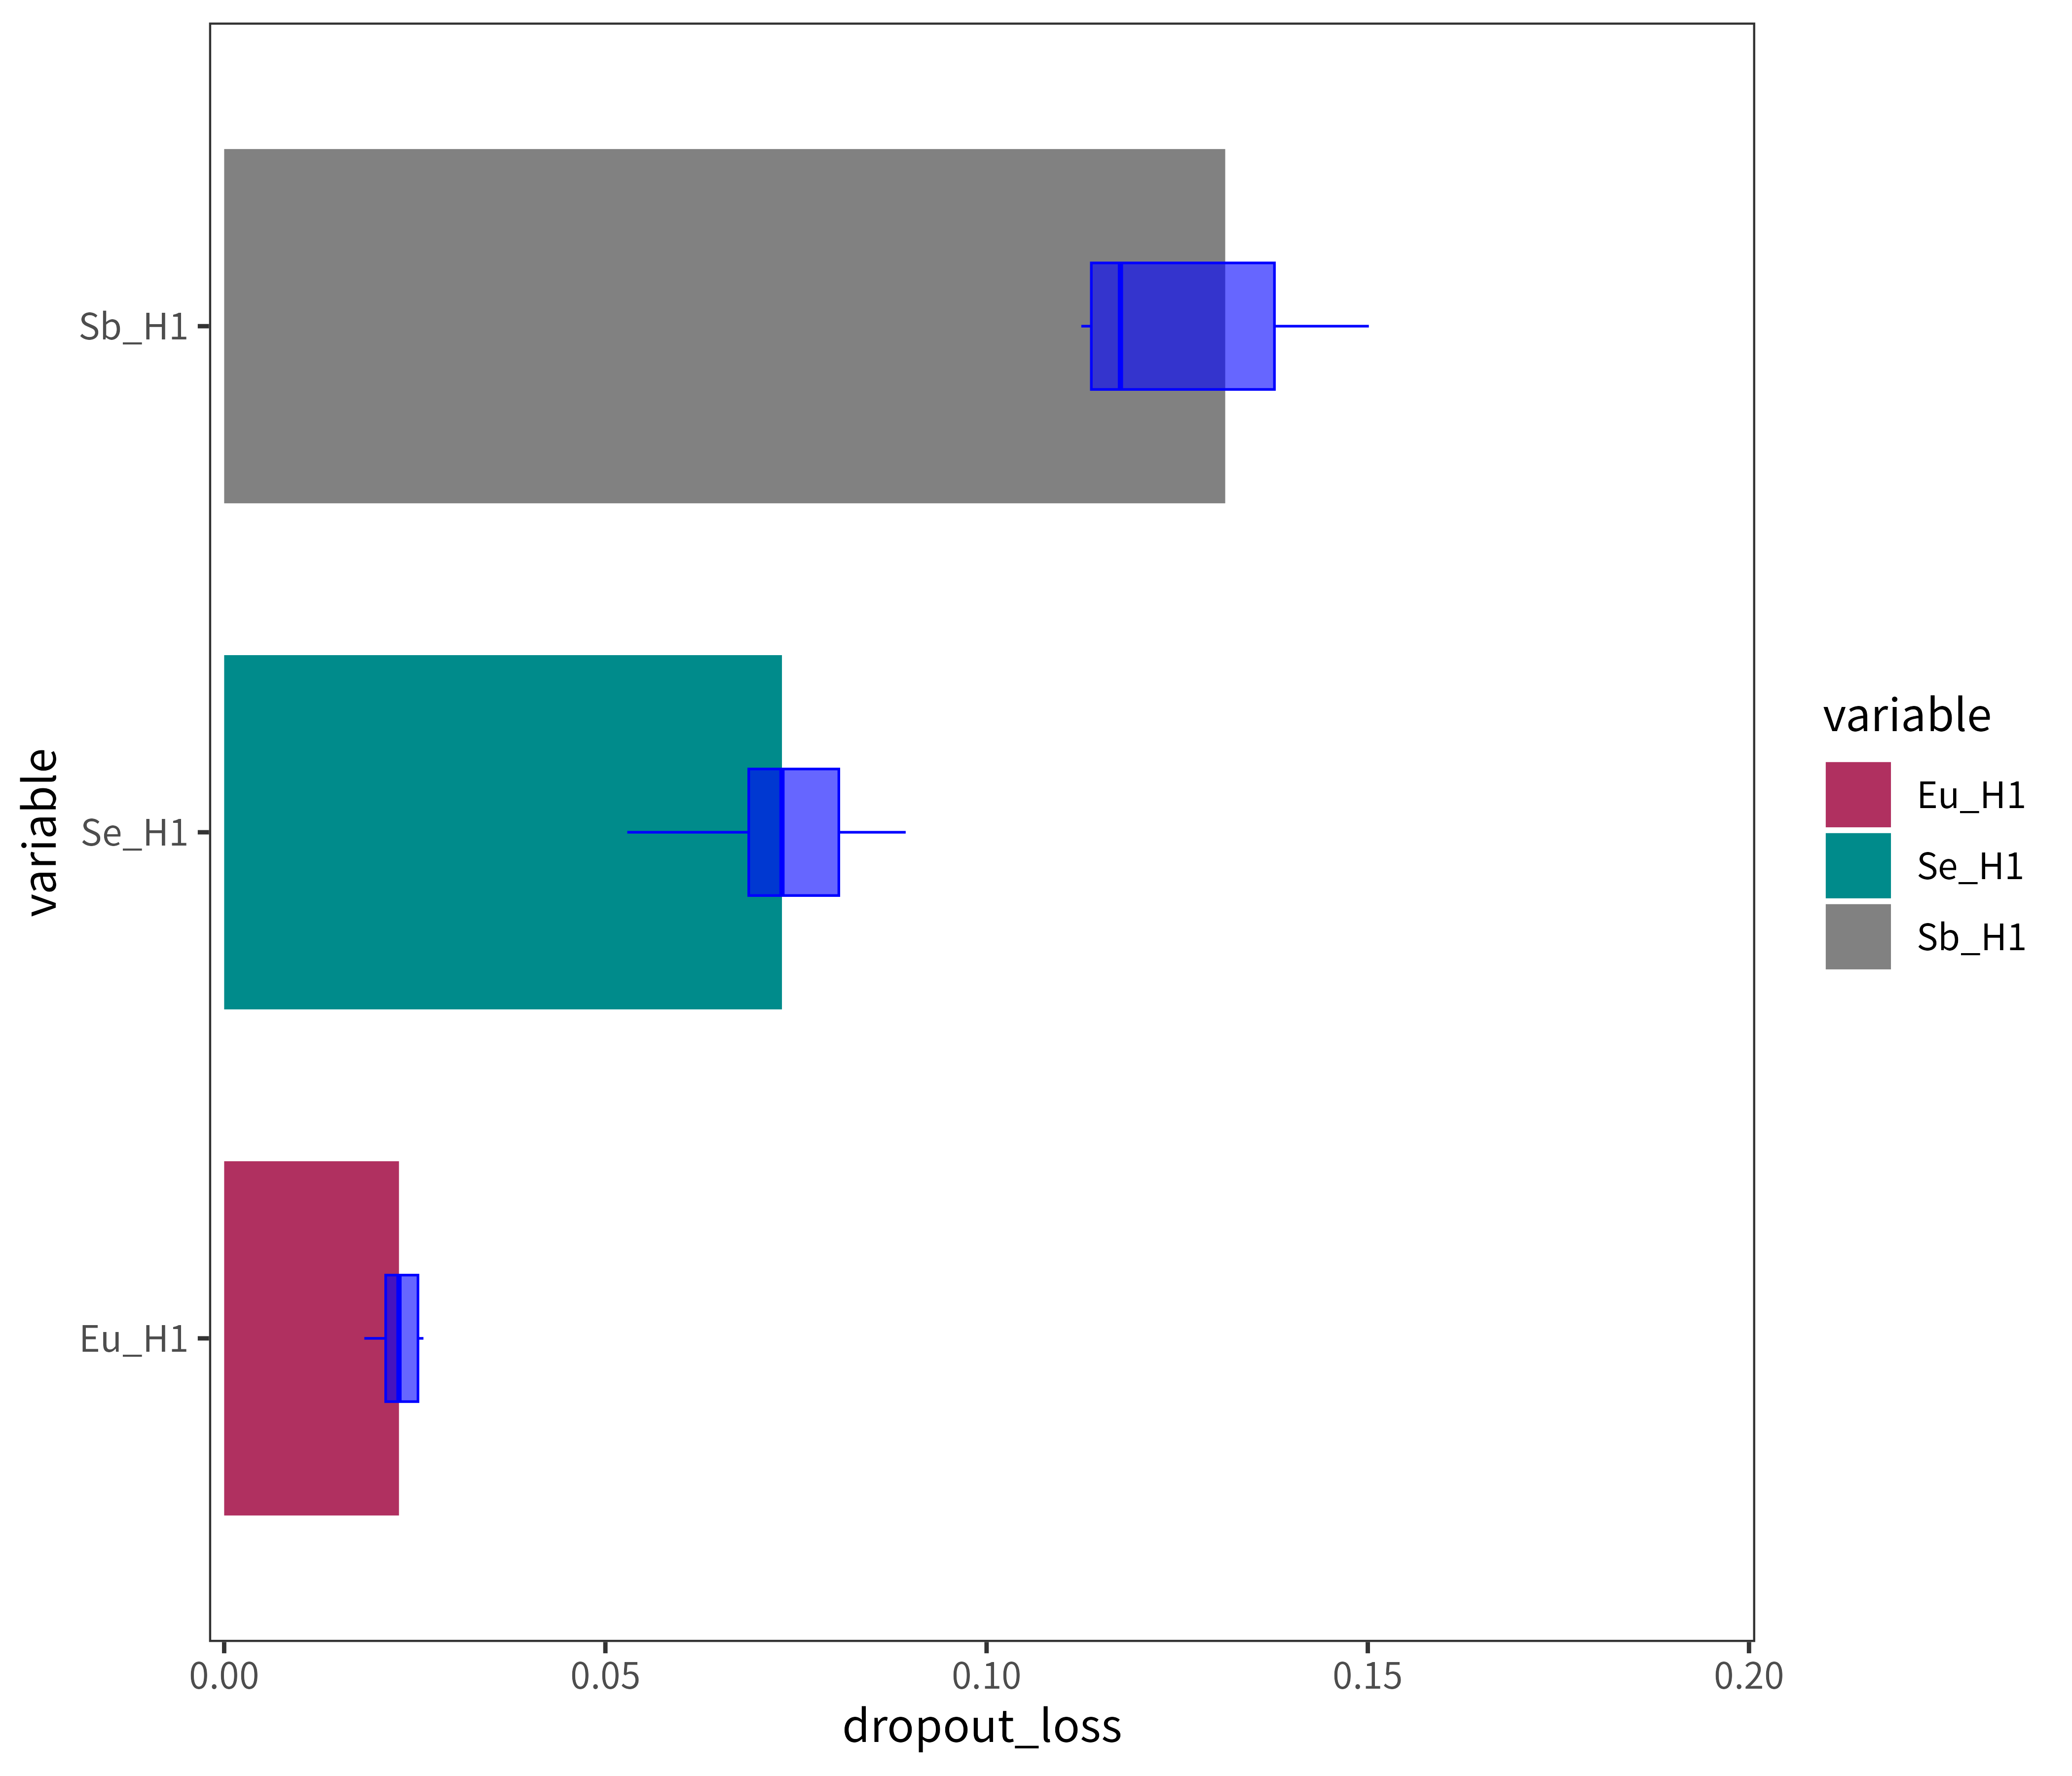 variable
Sb_H1
Se_H1
Eu_H1
0.00
0.05
0.10
0.15
0.20
dropout_loss
variable
Eu_H1
Se_H1
Sb_H1